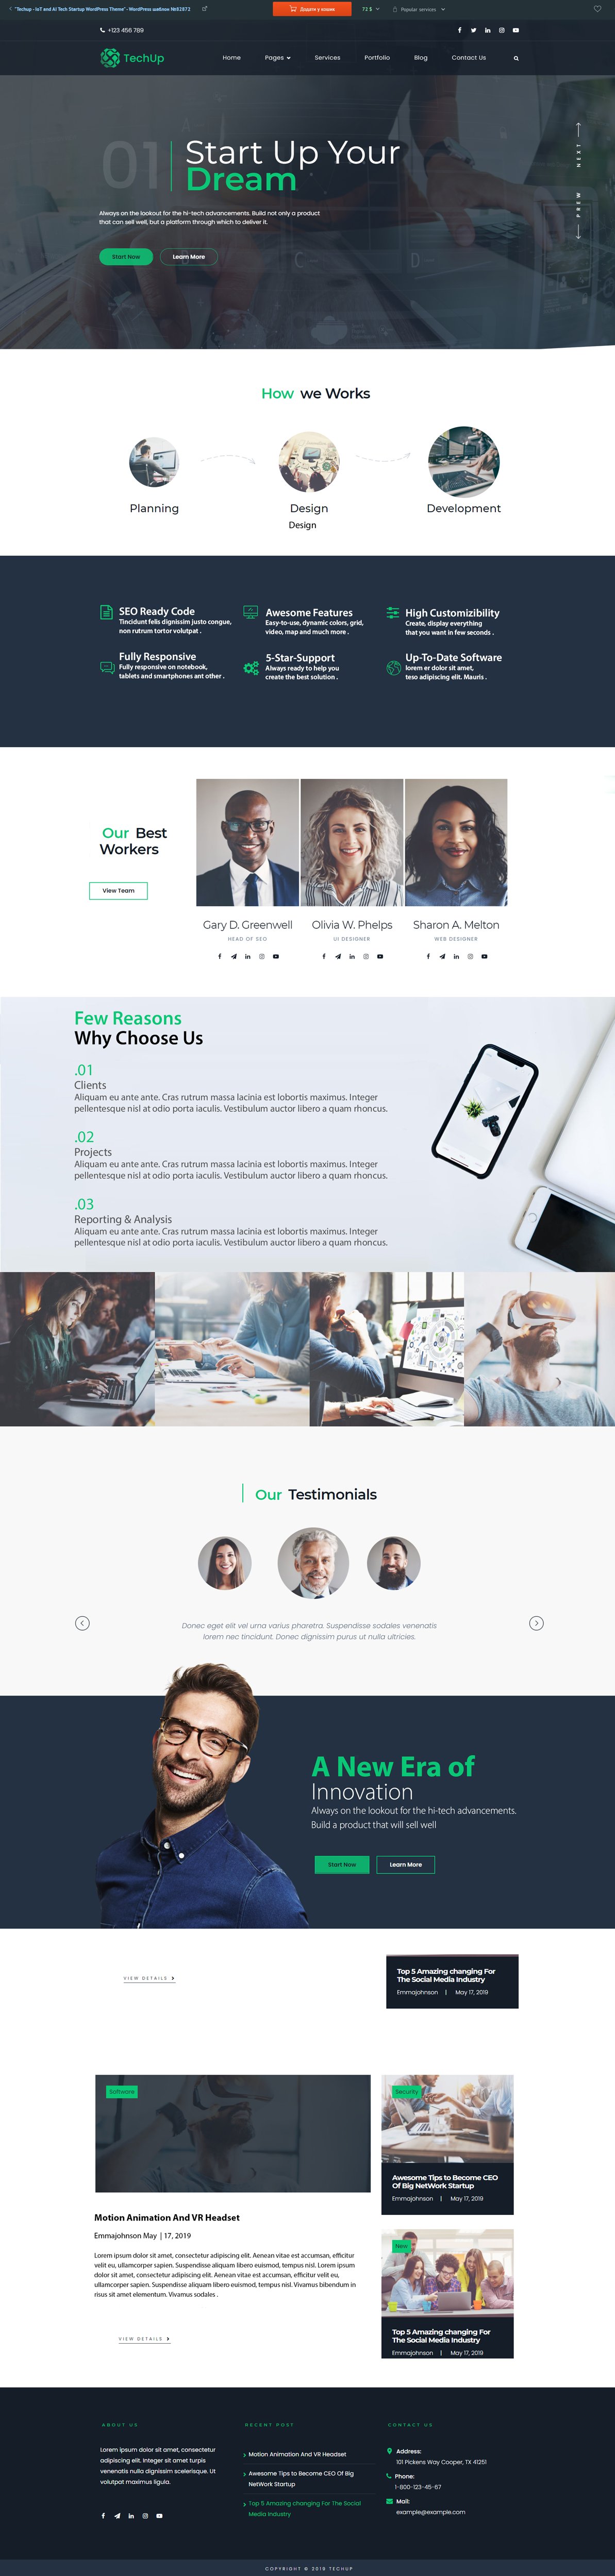 "Techup - IoT and AI Tech Startup WordPress Theme" - WordPress шаблон №82872
Додати у кошик
72 $
Popular services
+123 456 789
TechUp
Home
Pages
Services
Portfolio
Blog
Contact Us
01
Start Up Your
Dream
NEXT
PREW
Always on the lookout for the hi-tech advancements. Build not only a product
that can sell well, but a platform through which to deliver it.
Start Now
Learn More
C
D
How we Works
Planning
Design
Development
Design
SEO Ready Code
Tincidunt felis dignissim justo congue,
non rutrum tortor volutpat .
Awesome Features
Easy-to-use, dynamic colors, grid,
video, map and much more .
High Customizibility
Create, display everything
that you want in few seconds .
Fully Responsive
Fully responsive on notebook,
tablets and smartphones ant other .
5-Star-Support
Always ready to help you
create the best solution .
Up-To-Date Software
lorem er dolor sit amet,
teso adipiscing elit. Mauris .
Our Best
Workers
View Team
Gary D. Greenwell
HEAD OF SEO
Olivia W. Phelps
UI DESIGNER
Sharon A. Melton
WEB DESIGNER
Few Reasons
Why Choose Us
.01
Clients
Aliquam eu ante ante. Cras rutrum massa lacinia est lobortis maximus. Integer
pellentesque nisl at odio porta iaculis. Vestibulum auctor libero a quam rhoncus.
.02
Projects
Aliquam eu ante ante. Cras rutrum massa lacinia est lobortis maximus. Integer
pellentesque nisl at odio porta iaculis. Vestibulum auctor libero a quam rhoncus.
.03
Reporting & Analysis
Aliquam eu ante ante. Cras rutrum massa lacinia est lobortis maximus. Integer
pellentesque nisl at odio porta iaculis. Vestibulum auctor libero a quam rhoncus.
Our Testimonials
Donec eget elit vel urna varius pharetra. Suspendisse sodales venenatis
lorem nec tincidunt. Donec dignissim purus ut nulla ultricies.
A New Era of
Innovation
Always on the lookout for the hi-tech advancements.
Build a product that will sell well
Start Now
Learn More
VIEW DETAILS
Top 5 Amazing changing For
The Social Media Industry
Emmajohnson | May 17, 2019
Software
Motion Animation And VR Headset
Emmajohnson May | 17, 2019
Lorem ipsum dolor sit amet, consectetur adipiscing elit. Aenean vitae est accumsan, efficitur
velit eu, ullamcorper sapien. Suspendisse aliquam libero euismod, tempus nisl. Lorem ipsum
dolor sit amet, consectetur adipiscing elit. Aenean vitae est accumsan, efficitur velit eu,
ullamcorper sapien. Suspendisse aliquam libero euismod, tempus nisl. Vivamus bibendum in
risus sit amet elementum. Vivamus sodales .
VIEW DETAILS
Security
Awesome Tips to Become CEO
Of Big NetWork Startup
Emmajohnson | May 17, 2019
New
Top 5 Amazing changing For
The Social Media Industry
Emmajohnson | May 17, 2019
ABOUT US
Lorem ipsum dolor sit amet, consectetur
adipiscing elit. Integer sit amet turpis
venenatis nulla dignissim scelerisque. Ut
volutpat maximus ligula.
RECENT POST
Motion Animation And VR Headset
Awesome Tips to Become CEO Of Big
NetWork Startup
Top 5 Amazing changing For The Social
Media Industry
CONTACT US
Address:
101 Pickens Way Cooper, TX 41251
Phone:
1-800-123-45-67
Mail:
example@example.com
COPYRIGHT © 2019 TECHUP